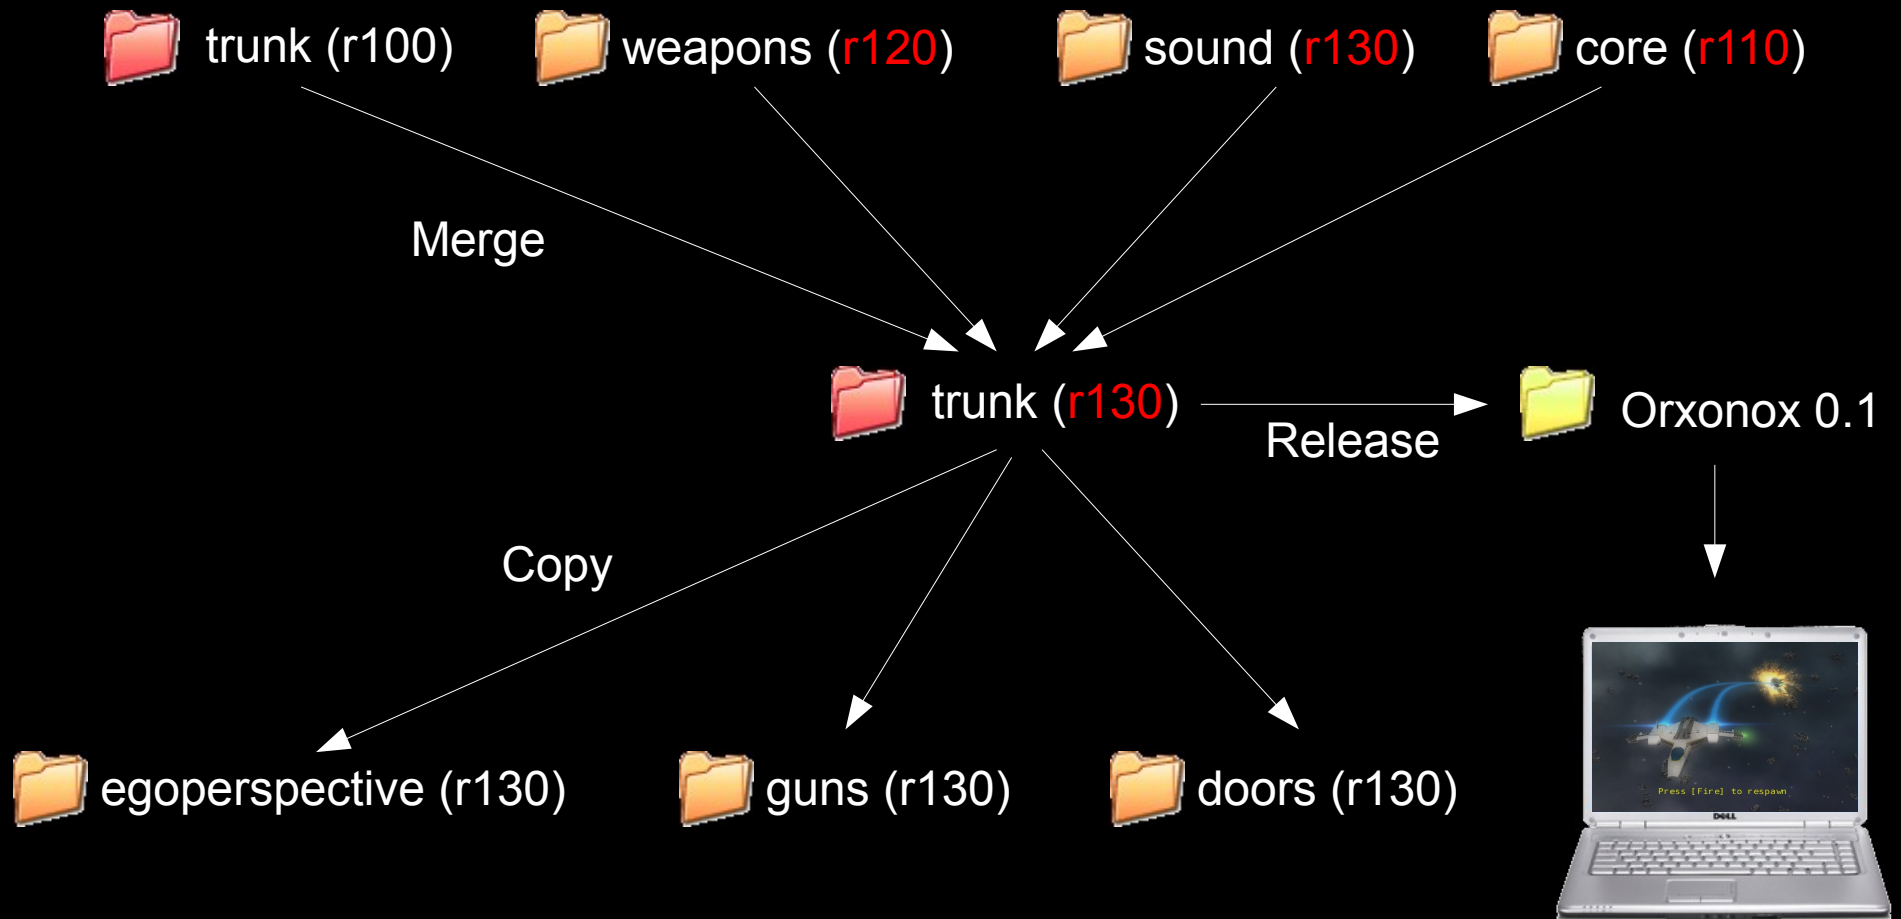 trunk (r100)
weapons (r120)
sound (r130)
core (r110)
Merge
trunk (r130)
Release
Orxonox 0.1
Copy
egoperspective (r130)
guns (r130)
doors (r130)
Press [Fire] to respawn
DELL